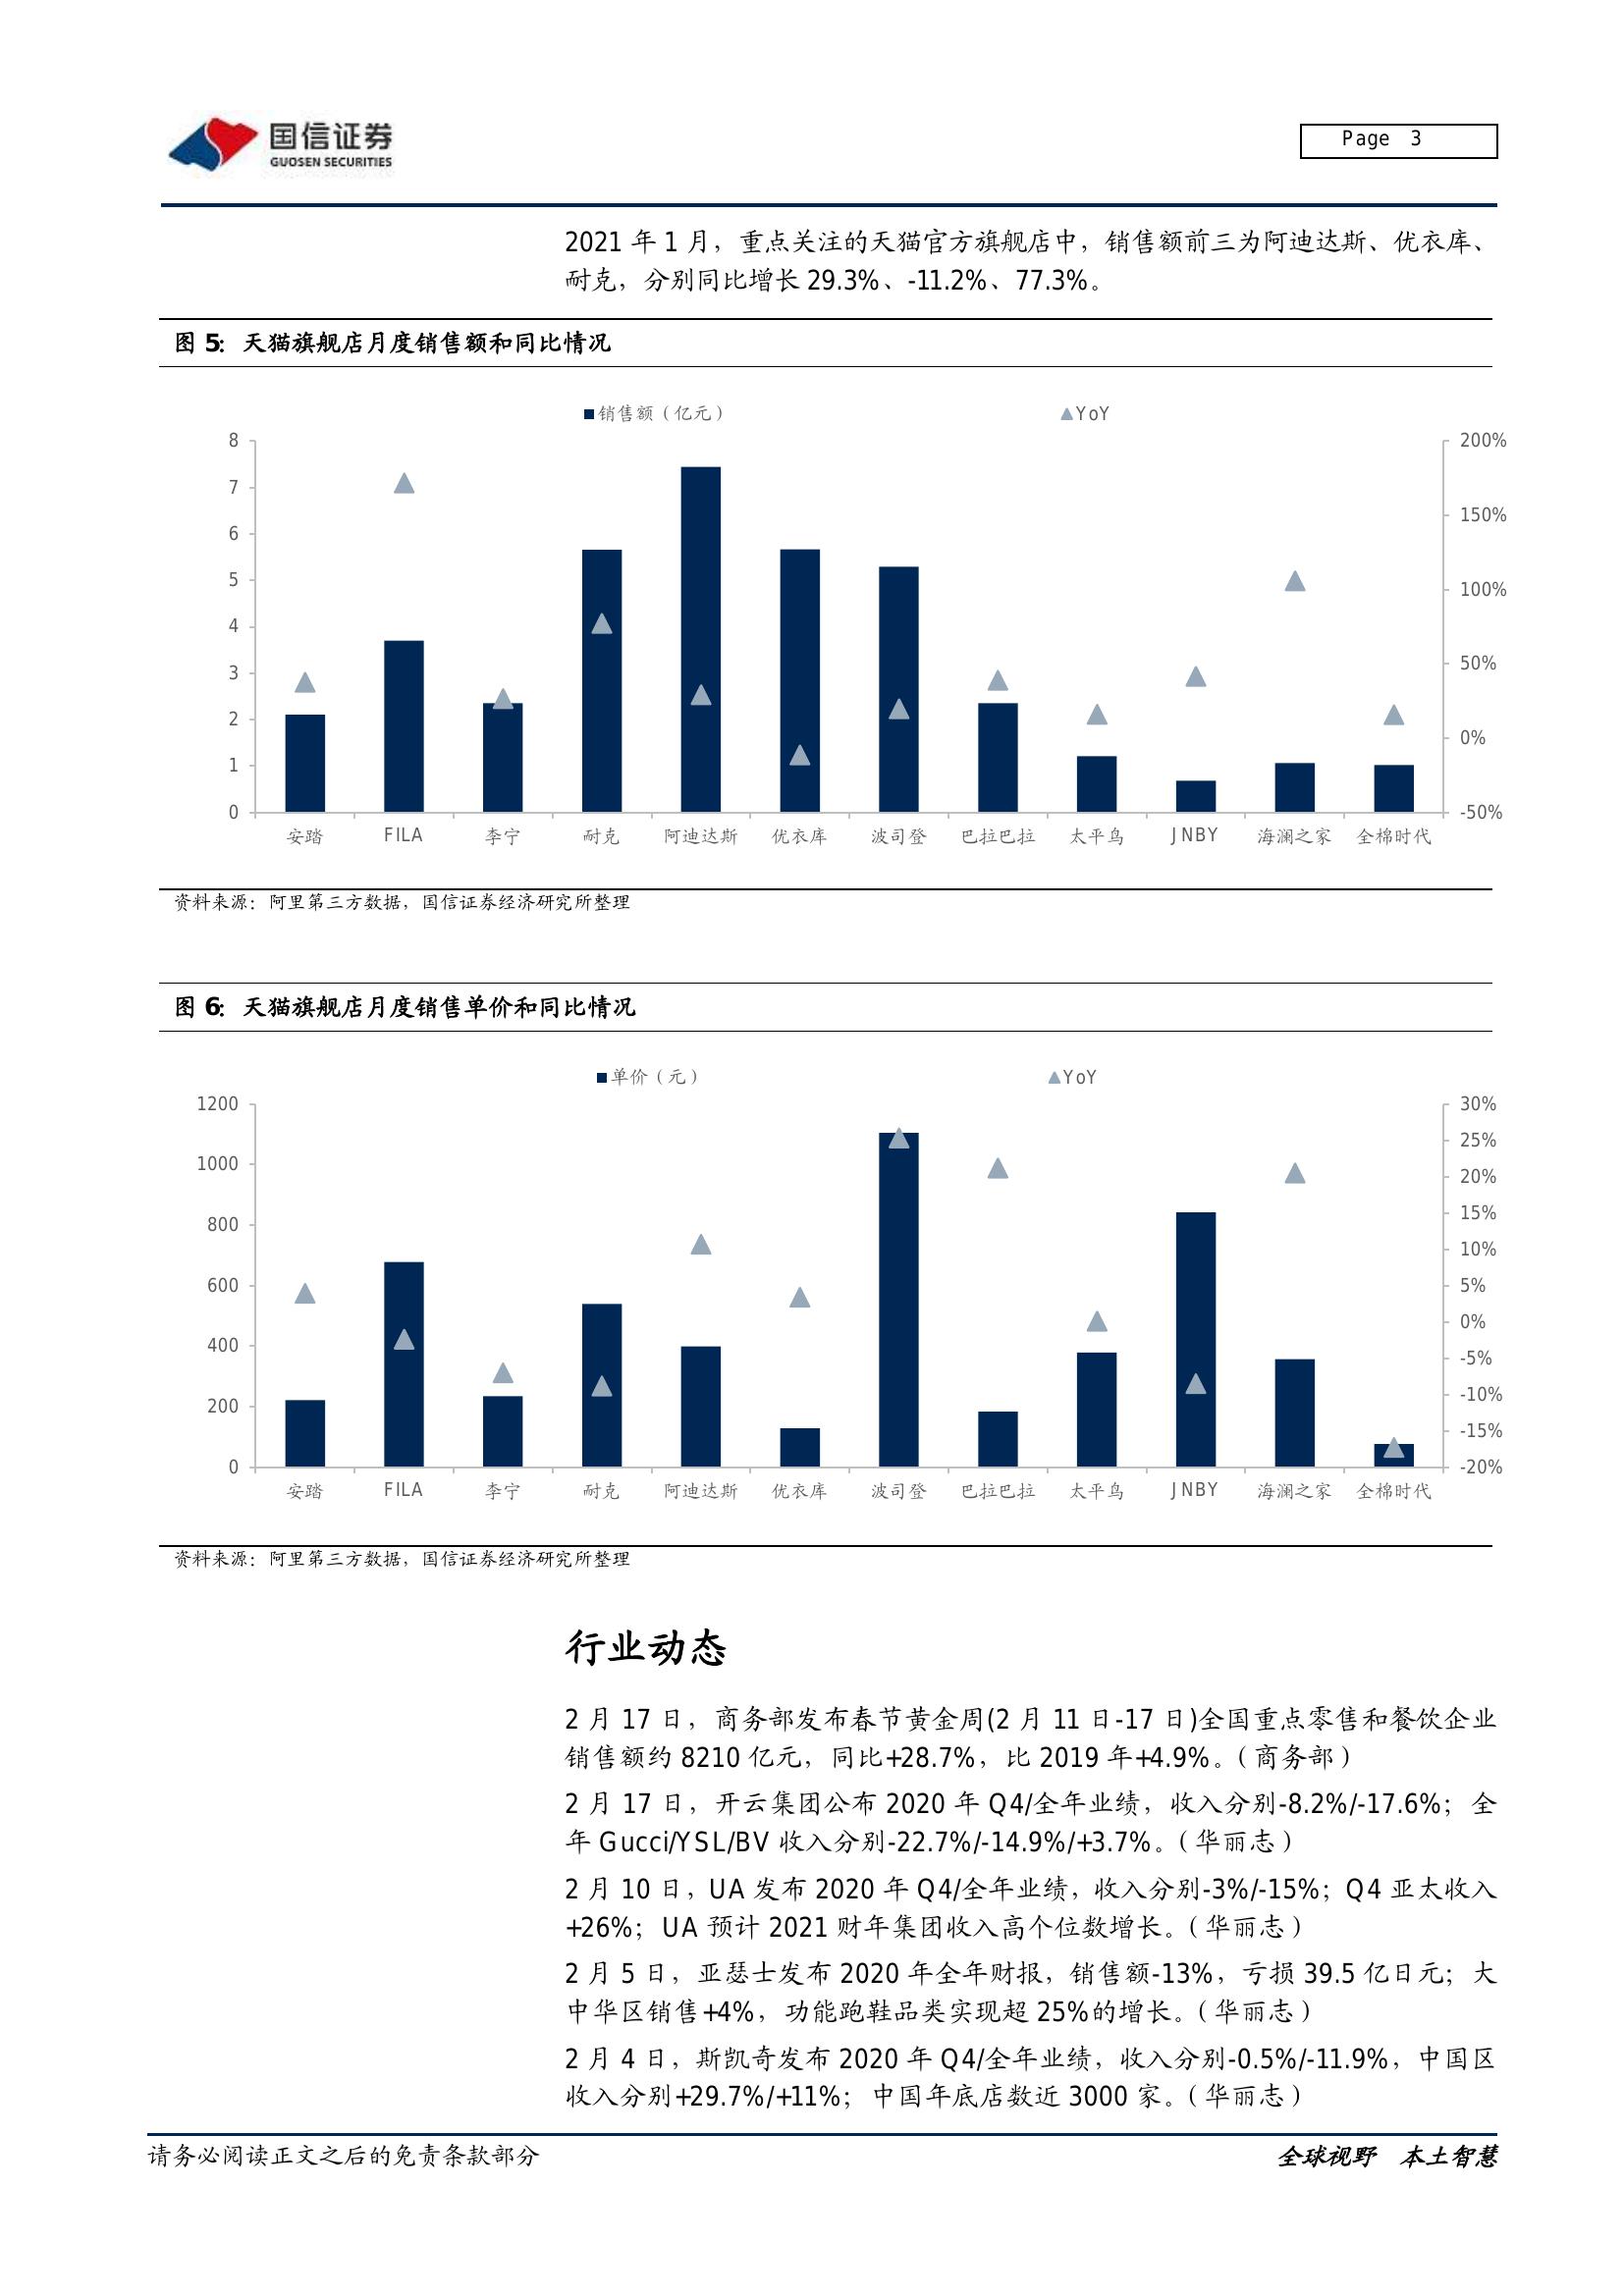 国信证券
GUOSEN SECURITIES
Page 3
2021 年 1 月，重点关注的天猫官方旗舰店中，销售额前三为阿迪达斯、优衣库、
耐克，分别同比增长 29.3%、-11.2%、77.3%。
图 5：天猫旗舰店月度销售额和同比情况
销售额（亿元） YoY
8 200%
7
6 150%
5 100%
4
3 50%
2 0%
1
0 -50%
安踏 FILA 李宁 耐克 阿迪达斯 优衣库 波司登 巴拉巴拉 太平鸟 JNBY 海澜之家 全棉时代
资料来源：阿里第三方数据，国信证券经济研究所整理
图 6：天猫旗舰店月度销售单价和同比情况
单价（元） YoY
1200 30%
25%
1000 20%
800 15%
10%
600 5%
0%
400 -5%
-10%
200 -15%
0 -20%
安踏 FILA 李宁 耐克 阿迪达斯 优衣库 波司登 巴拉巴拉 太平鸟 JNBY 海澜之家 全棉时代
资料来源：阿里第三方数据，国信证券经济研究所整理
行业动态
2 月 17 日，商务部发布春节黄金周(2 月 11 日-17 日)全国重点零售和餐饮企业
销售额约 8210 亿元，同比+28.7%，比 2019 年+4.9%。（商务部）
2 月 17 日，开云集团公布 2020 年 Q4/全年业绩，收入分别-8.2%/-17.6%；全
年 Gucci/YSL/BV 收入分别-22.7%/-14.9%/+3.7%。（华丽志）
2 月 10 日，UA 发布 2020 年 Q4/全年业绩，收入分别-3%/-15%；Q4 亚太收入
+26%；UA 预计 2021 财年集团收入高个位数增长。（华丽志）
2 月 5 日，亚瑟士发布 2020 年全年财报，销售额-13%，亏损 39.5 亿日元；大
中华区销售+4%，功能跑鞋品类实现超 25%的增长。（华丽志）
2 月 4 日，斯凯奇发布 2020 年 Q4/全年业绩，收入分别-0.5%/-11.9%，中国区
收入分别+29.7%/+11%；中国年底店数近 3000 家。（华丽志）
请务必阅读正文之后的免责条款部分
全球视野 本土智慧